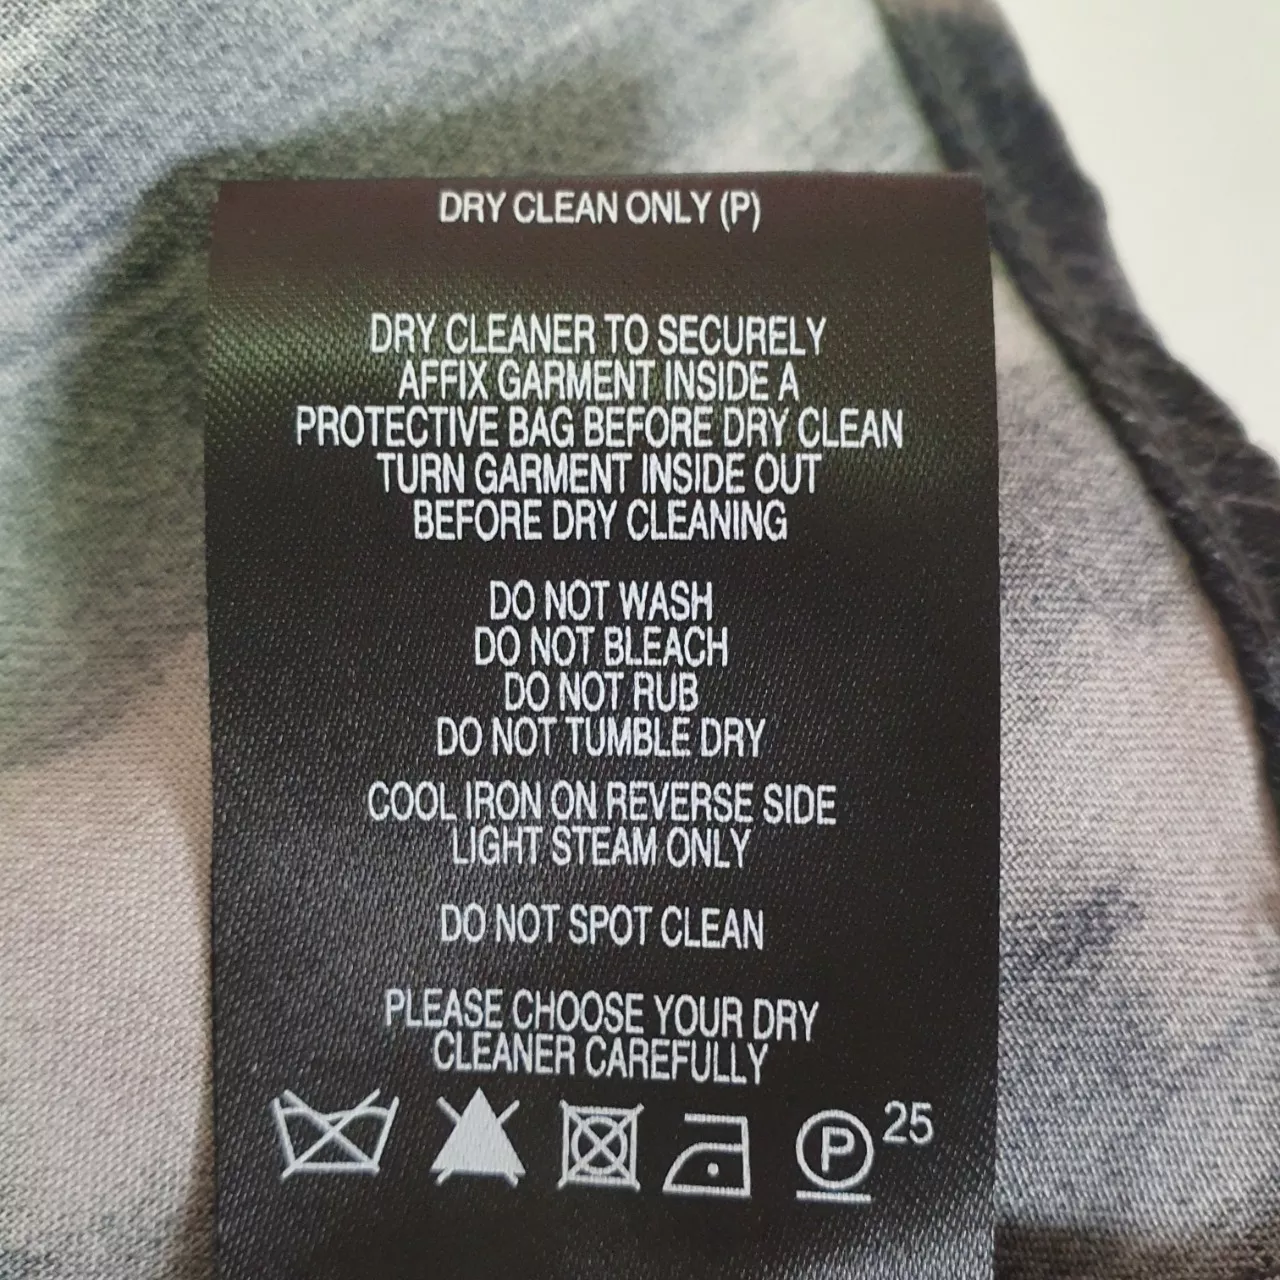 DRY CLEAN ONLY (P)
DRY CLEANER TO SECURELY
AFFIX GARMENT INSIDE A
PROTECTIVE BAG BEFORE DRY CLEAN
TURN GARMENT INSIDE OUT
BEFORE DRY CLEANING
DO NOT WASH
DO NOT BLEACH
DO NOT RUB
DO NOT TUMBLE DRY
COOL IRON ON REVERSE SIDE
LIGHT STEAM ONLY
DO NOT SPOT CLEAN
PLEASE CHOOSE YOUR DRY
CLEANER CAREFULLY
P 25